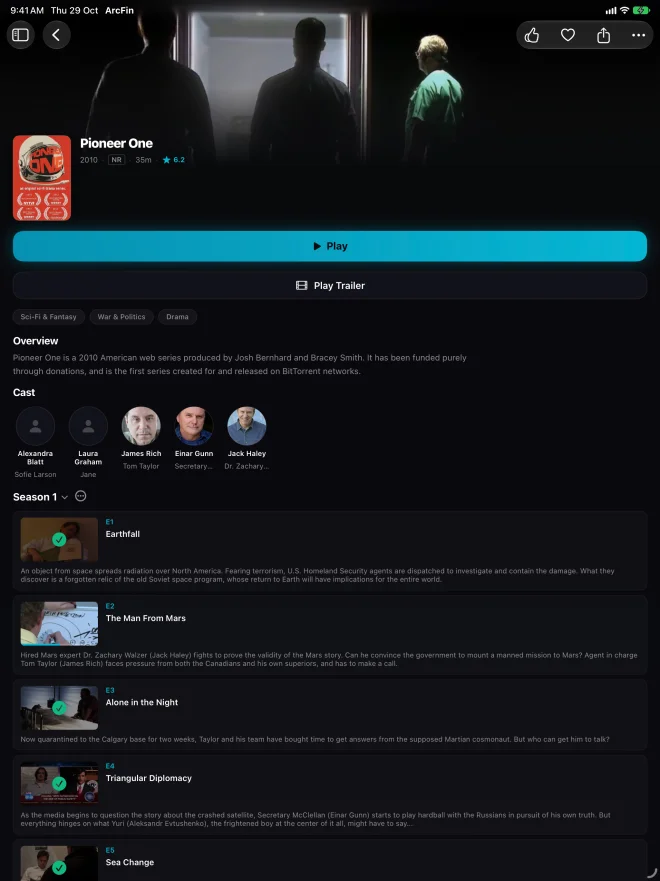 9:41 AM Thu 29 Oct ArcFin
Pioneer One
2010 · NR · 35m · ★ 6.2
PIONEER
ONE
Play
Play Trailer
Sci-Fi & Fantasy War & Politics Drama
Overview
Pioneer One is a 2010 American web series produced by Josh Bernhard and Bracey Smith. It has been funded purely
through donations, and is the first series created for and released on BitTorrent networks.
Cast
Alexandra Blatt
Sofie Larson
Laura Graham
Jane
James Rich
Tom Taylor
Einar Gunn
Secretary...
Jack Haley
Dr. Zachary...
Season 1
E1
Earthfall
An object from space spreads radiation over North America. Fearing terrorism, U.S. Homeland Security agents are dispatched to investigate and contain the damage. What they
discover is a forgotten relic of the old Soviet space program, whose return to Earth will have implications for the entire world.
E2
The Man From Mars
Hired Mars expert Dr. Zachary Walzer (Jack Haley) fights to prove the validity of the Mars story. Can he convince the government to mount a manned mission to Mars? Agent in charge
Tom Taylor (James Rich) faces pressure from both the Canadians and his own superiors, and has to make a call.
E3
Alone in the Night
Now quarantined to the Calgary base for two weeks, Taylor and his team have bought time to get answers from the supposed Martian cosmonaut. But who can get him to talk?
E4
Triangular Diplomacy
As the media begins to question the story about the crashed satellite, Secretary McClellan (Einar Gunn) starts to play hardball with the Russians in pursuit of his own truth. But
everything hinges on what Yuri (Aleksandr Evtushenko), the frightened boy at the center of it all, might have to say...
E5
Sea Change